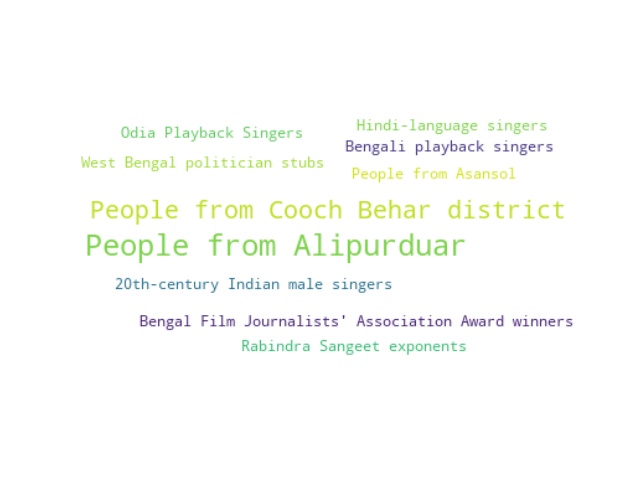 Hindi-language singers
Odia Playback Singers
Bengali playback singers
West Bengal politician stubs
People from Asansol
People from Cooch Behar district
People from Alipurduar
20th-century Indian male singers
Bengal Film Journalists' Association Award winners
Rabindra Sangeet exponents